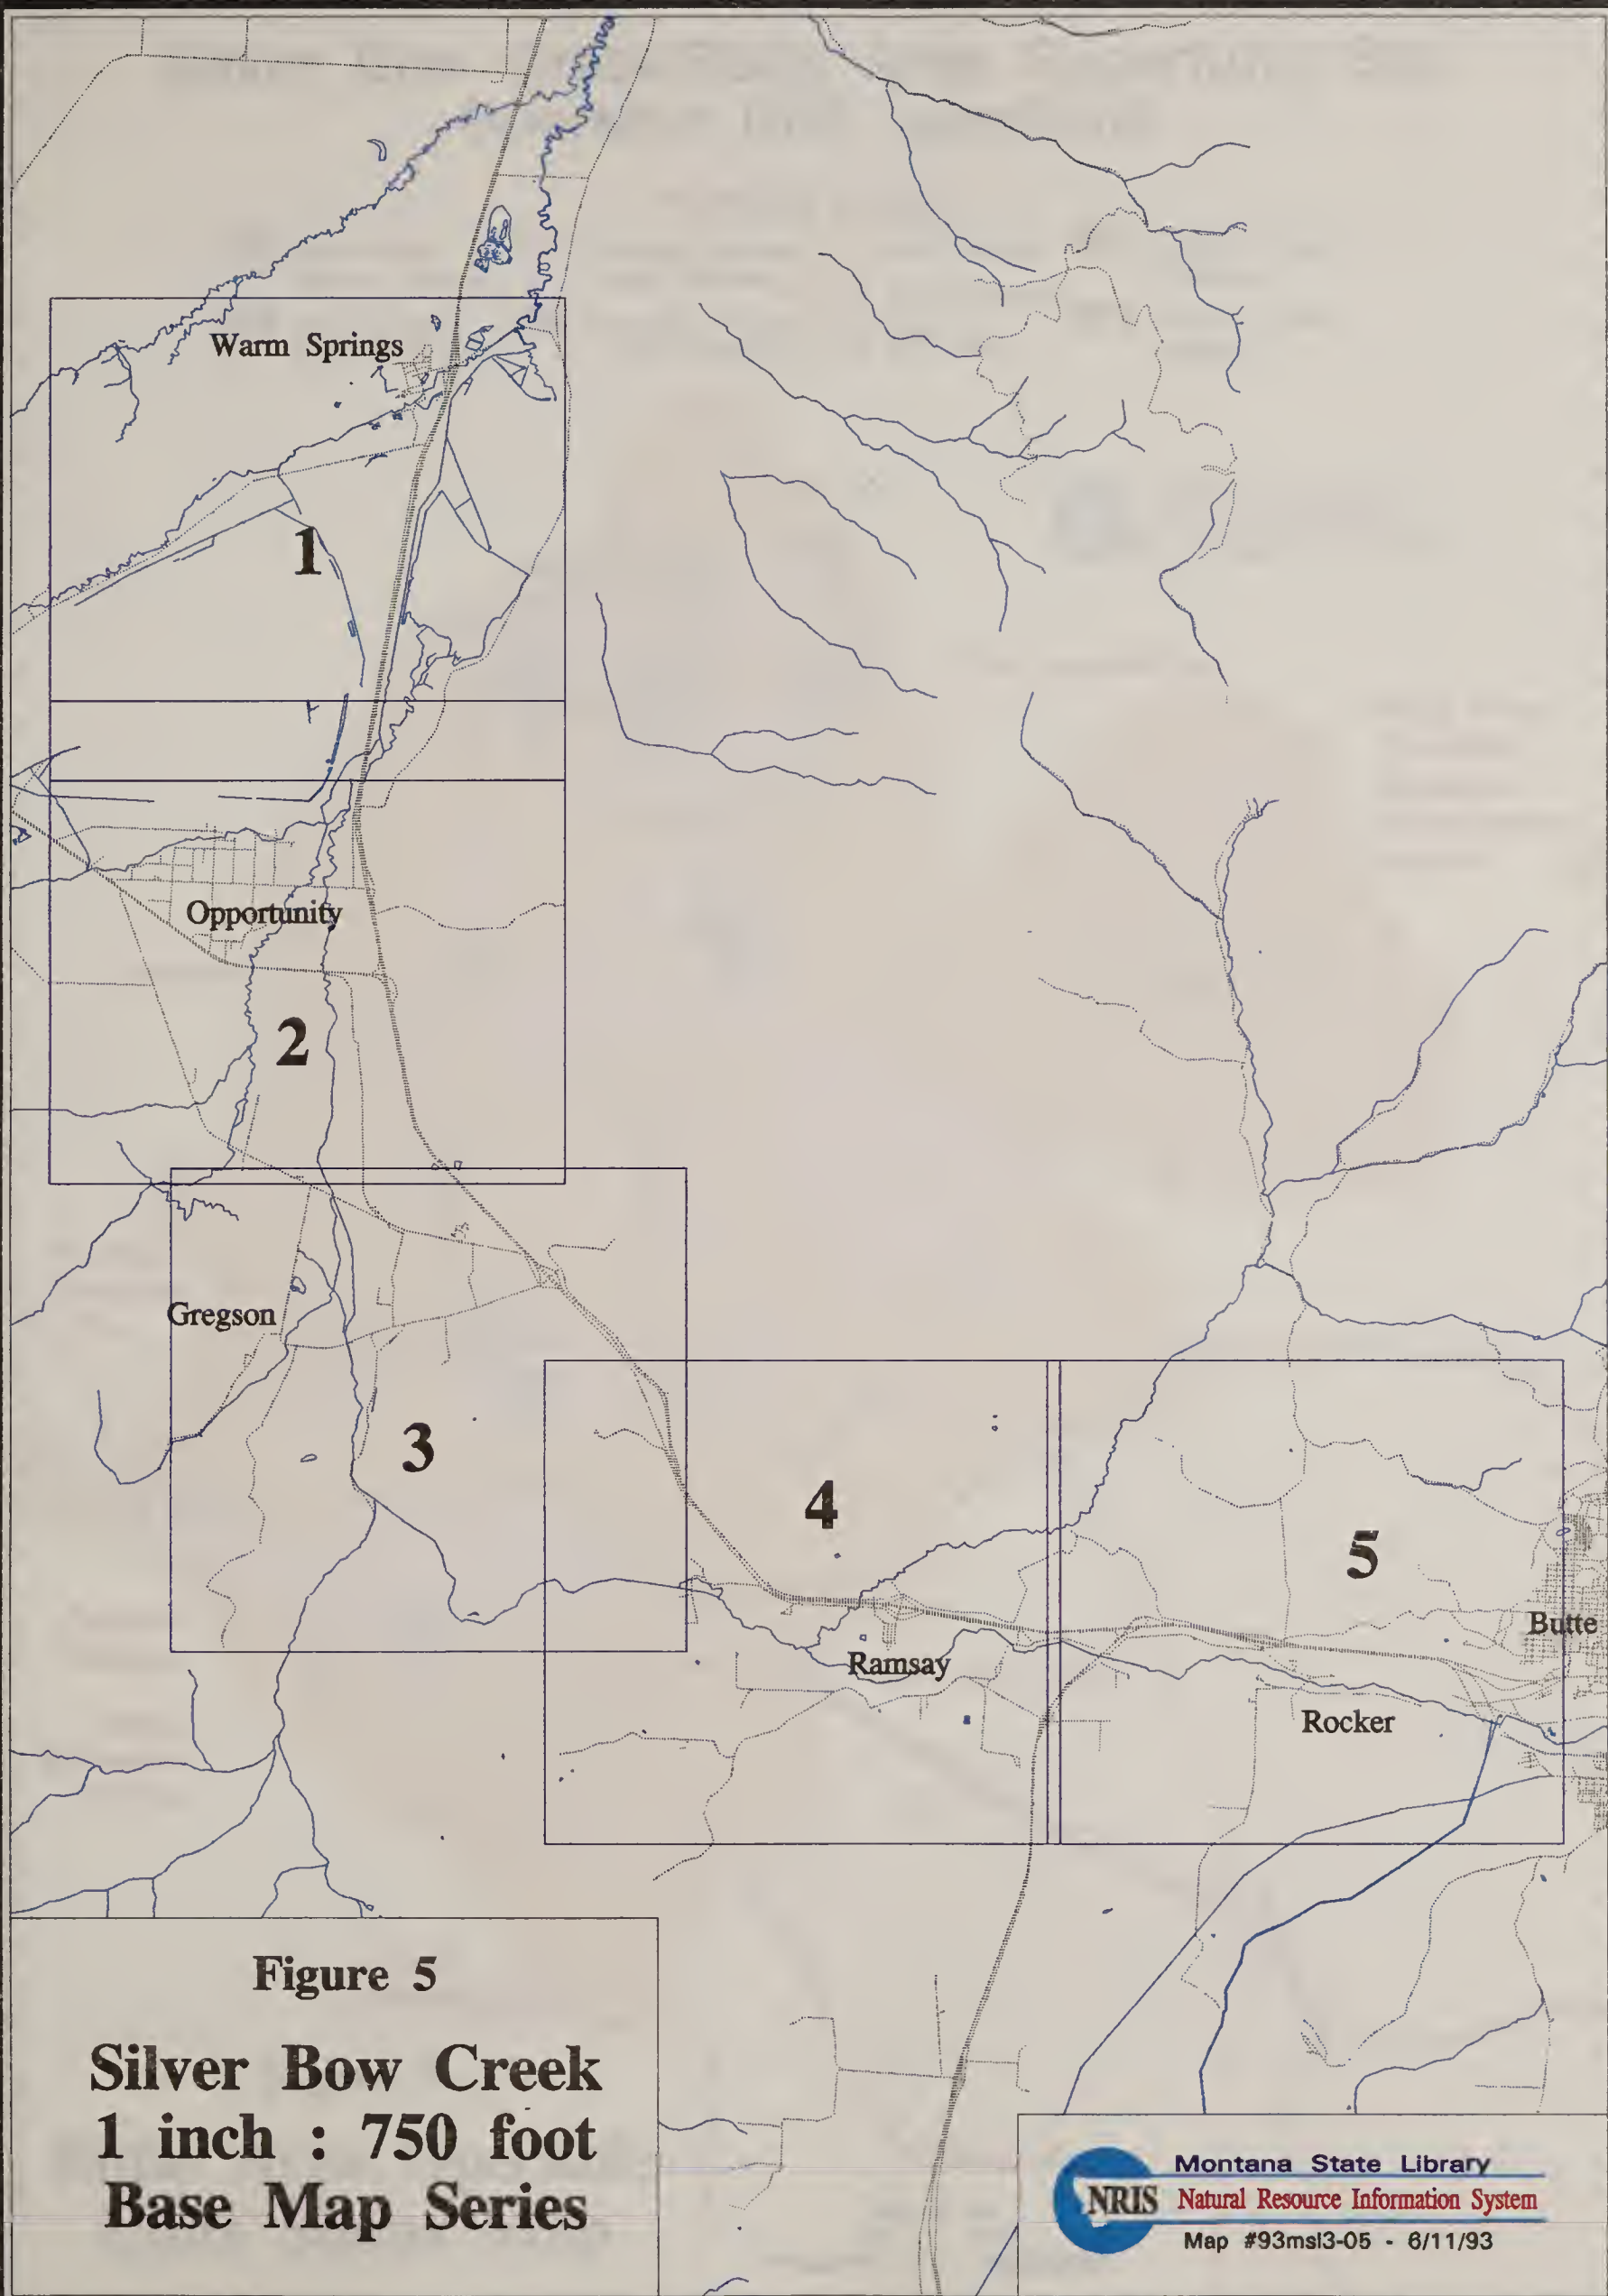 Warm Springs
1
Opportunity
2
Gregson
3
4
5
Butte
Ramsay
Rocker
Figure 5
Silver Bow Creek
1 inch : 750 foot
Base Map Series
NRIS
Montana State Library
Natural Resource Information System
Map #93msl3-05 - 6/11/93